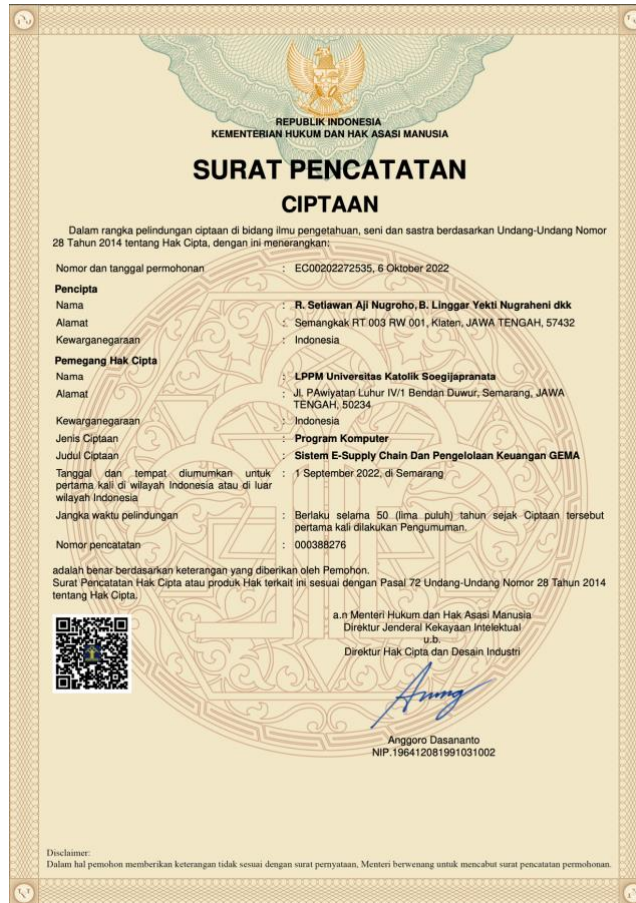 REPUBLIK INDONESIA
KEMENTERIAN HUKUM DAN HAK ASASI MANUSIA
SURAT PENCATATAN
CIPTAAN
Dalam rangka pelindungan ciptaan di bidang ilmu pengetahuan, seni dan sastra berdasarkan Undang-Undang Nomor
28 Tahun 2014 tentang Hak Cipta, dengan ini menerangkan:
Nomor dan tanggal permohonan : EC00202272535, 6 Oktober 2022
Pencipta
Nama : R. Setiawan Aji Nugroho, B. Linggar Yekti Nugraheni dkk
Alamat : Semangkak RT 003 RW 001, Klaten, JAWA TENGAH, 57432
Kewarganegaraan : Indonesia
Pemegang Hak Cipta
Nama : LPPM Universitas Katolik Soegijapranata
Alamat : Jl. PAwiyatan Luhur IV/1 Bendan Duwur, Semarang, JAWA
TENGAH, 50234
Kewarganegaraan : Indonesia
Jenis Ciptaan : Program Komputer
Judul Ciptaan : Sistem E-Supply Chain Dan Pengelolaan Keuangan GEMA
Tanggal dan tempat diumumkan untuk : 1 September 2022, di Semarang
pertama kali di wilayah Indonesia atau di luar
wilayah Indonesia
Jangka waktu pelindungan : Berlaku selama 50 (lima puluh) tahun sejak Ciptaan tersebut
pertama kali dilakukan Pengumuman.
Nomor pencatatan : 000388276
adalah benar berdasarkan keterangan yang diberikan oleh Pemohon.
Surat Pencatatan Hak Cipta atau produk Hak terkait ini sesuai dengan Pasal 72 Undang-Undang Nomor 28 Tahun 2014
tentang Hak Cipta.
a.n Menteri Hukum dan Hak Asasi Manusia
Direktur Jenderal Kekayaan Intelektual
u.b.
Direktur Hak Cipta dan Desain Industri
Anggoro Dasananto
NIP.196412081991031002
Disclaimer:
Dalam hal pemohon memberikan keterangan tidak sesuai dengan surat pernyataan, Menteri berwenang untuk mencabut surat pencatatan permohonan.